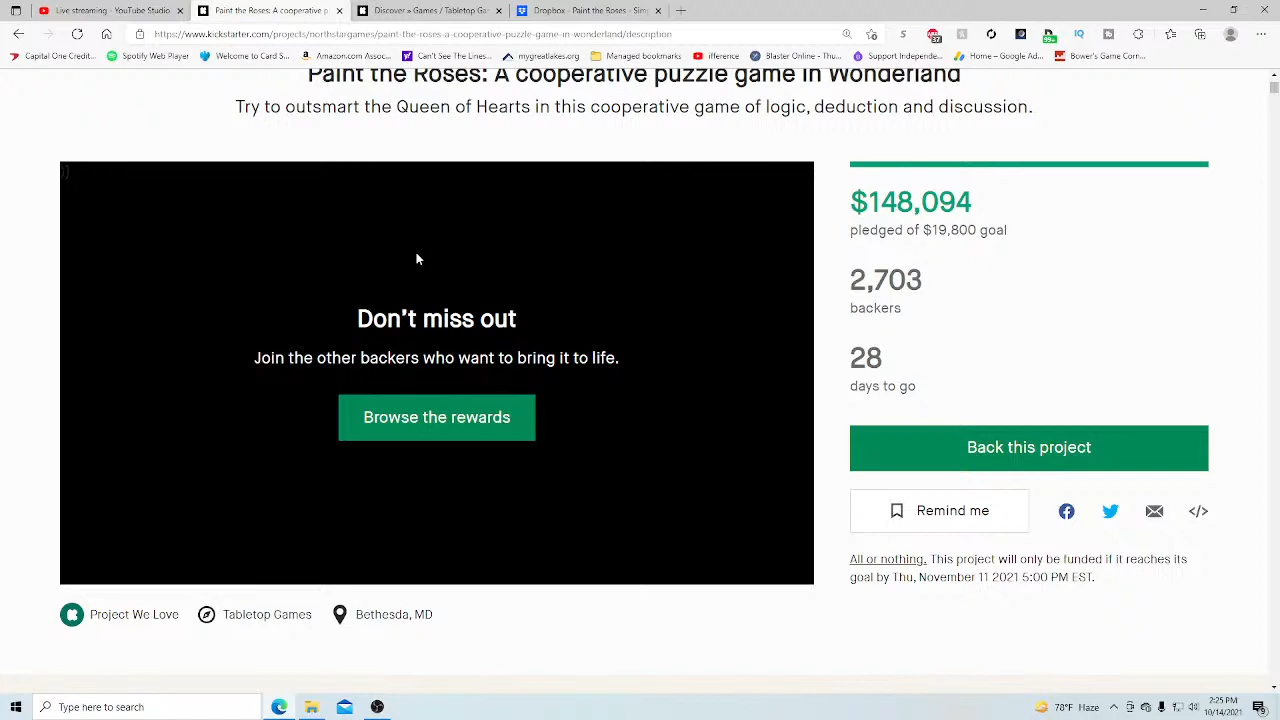 Live streaming - YouTube Studio
Paint the Roses: A cooperative p
Discover » Games / Tabletop Ga
Dropbox - Paint the Roses - Simp
https://www.kickstarter.com/projects/northstargames/paint-the-roses-a-cooperative-puzzle-game-in-wonderland/description
Capital One Credit C...
Spotify Web Player
Welcome Card S...
Amazon.com Assoc...
Can't See Them All...
mygreatlakes.org
Managed bookmarks
ifference
Blaster Online - Thu...
Support Independe...
Google Adsense - Ho...
Bower's Game Corn...
Paint the Roses: A cooperative puzzle game in Wonderland
Try to outsmart the Queen of Hearts in this cooperative game of logic, deduction and discussion.
Don't miss out
Join the other backers who want to bring it to life.
Browse the rewards
$148,094
pledged of $19,800 goal
2,703
backers
28
days to go
Back this project
Remind me
</>
All or nothing. This project will only be funded if it reaches its
goal by Thu, November 11 2021 5:00 PM EST.
Project We Love
Tabletop Games
Bethesda, MD
Type here to search
78°F Haze
2:25 PM
10/14/2021